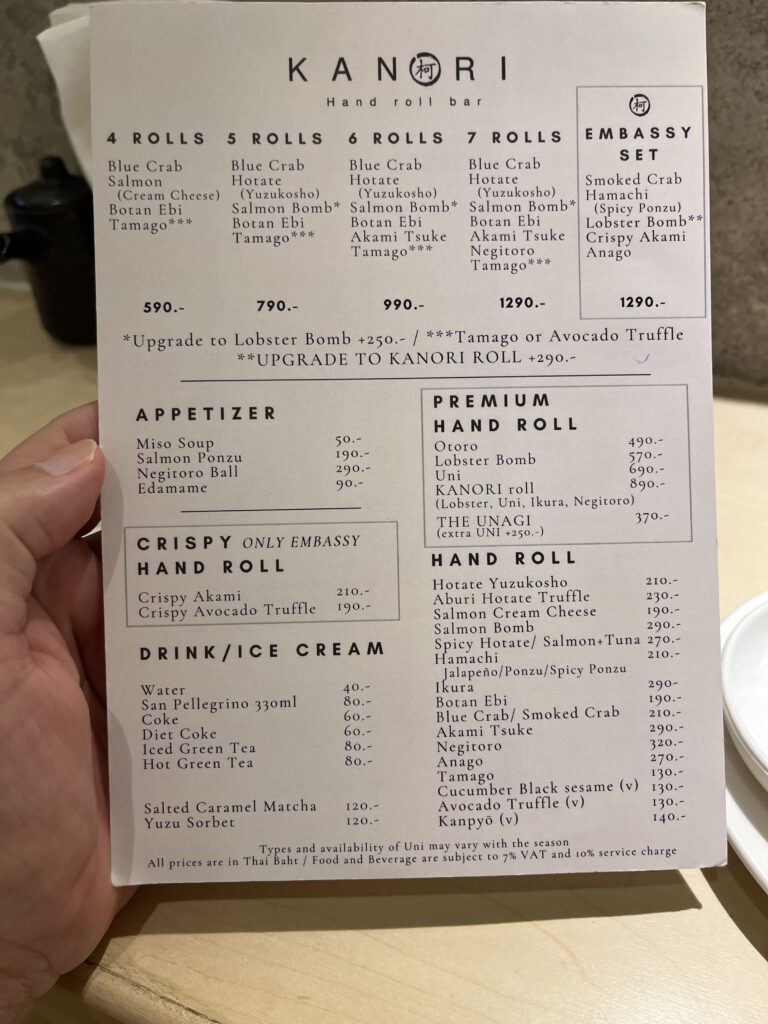 KAN柯RI
Hand roll bar
4 ROLLS
Blue Crab
Salmon
(Cream Cheese)
Botan Ebi
Tamago***
590.-
5 ROLLS
Blue Crab
Hotate
(Yuzukosho)
Salmon Bomb*
Botan Ebi
Tamago***
790.-
6 ROLLS
Blue Crab
Hotate
(Yuzukosho)
Salmon Bomb*
Botan Ebi
Akami Tsuke
Tamago***
990.-
7 ROLLS
Blue Crab
Hotate
(Yuzukosho)
Salmon Bomb*
Botan Ebi
Akami Tsuke
Negitoro
Tamago***
1290.-
柯
EMBASSY
SET
Smoked Crab
Hamachi
(Spicy Ponzu)
Lobster Bomb**
Crispy Akami
Anago
1290.-
*Upgrade to Lobster Bomb +250.- / ***Tamago or Avocado Truffle
**UPGRADE TO KANORI ROLL +290.-
APPETIZER
Miso Soup 50.-
Salmon Ponzu 190.-
Negitoro Ball 290.-
Edamame 90.-
CRISPY ONLY EMBASSY
HAND ROLL
Crispy Akami 210.-
Crispy Avocado Truffle 190.-
DRINK/ICE CREAM
Water 40.-
San Pellegrino 330ml 80.-
Coke 60.-
Diet Coke 60.-
Iced Green Tea 80.-
Hot Green Tea 80.-
Salted Caramel Matcha 120.-
Yuzu Sorbet 120.-
PREMIUM
HAND ROLL
Otoro 490.-
Lobster Bomb 570.-
Uni 690.-
KANORI roll 890.-
(Lobster, Uni, Ikura, Negitoro)
THE UNAGI 370.-
(extra UNI +250.-)
HAND ROLL
Hotate Yuzukosho 210.-
Aburi Hotate Truffle 230.-
Salmon Cream Cheese 190.-
Salmon Bomb 290.-
Spicy Hotate/ Salmon+Tuna 270.-
Hamachi 210.-
Jalapeño/Ponzu/Spicy Ponzu
Ikura 290-
Botan Ebi 190.-
Blue Crab/ Smoked Crab 210.-
Akami Tsuke 290.-
Negitoro 320.-
Anago 270.-
Tamago 130.-
Cucumber Black sesame (v) 130.-
Avocado Truffle (v) 130.-
Kanpyō (v) 140.-
Types and availability of Uni may vary with the season
All prices are in Thai Baht / Food and Beverage are subject to 7% VAT and 10% service charge